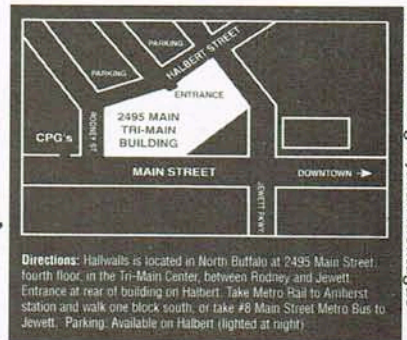 PARKING
HALBERT STREET
PARKING
ENTRANCE
RODNEY ST.
2495 MAIN
TRI-MAIN
BUILDING
CPG's
MAIN STREET
DOWNTOWN
JEWETT PKWY
Directions: Hallwalls is located in North Buffalo at 2495 Main Street,
fourth floor, in the Tri-Main Center, between Rodney and Jewett.
Entrance at rear of building on Halbert. Take Metro Rail to Amherst
station and walk one block south, or take #8 Main Street Metro Bus to
Jewett. Parking: Available on Halbert (lighted at night)